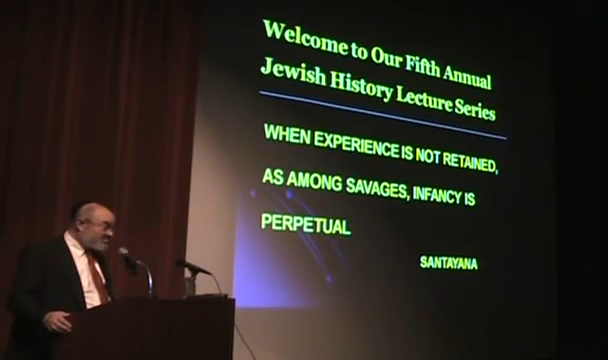 Welcome to Our Fifth Annual
Jewish History Lecture Series
WHEN EXPERIENCE IS NOT RETAINED,
AS AMONG SAVAGES, INFANCY IS
PERPETUAL
SANTAYANA